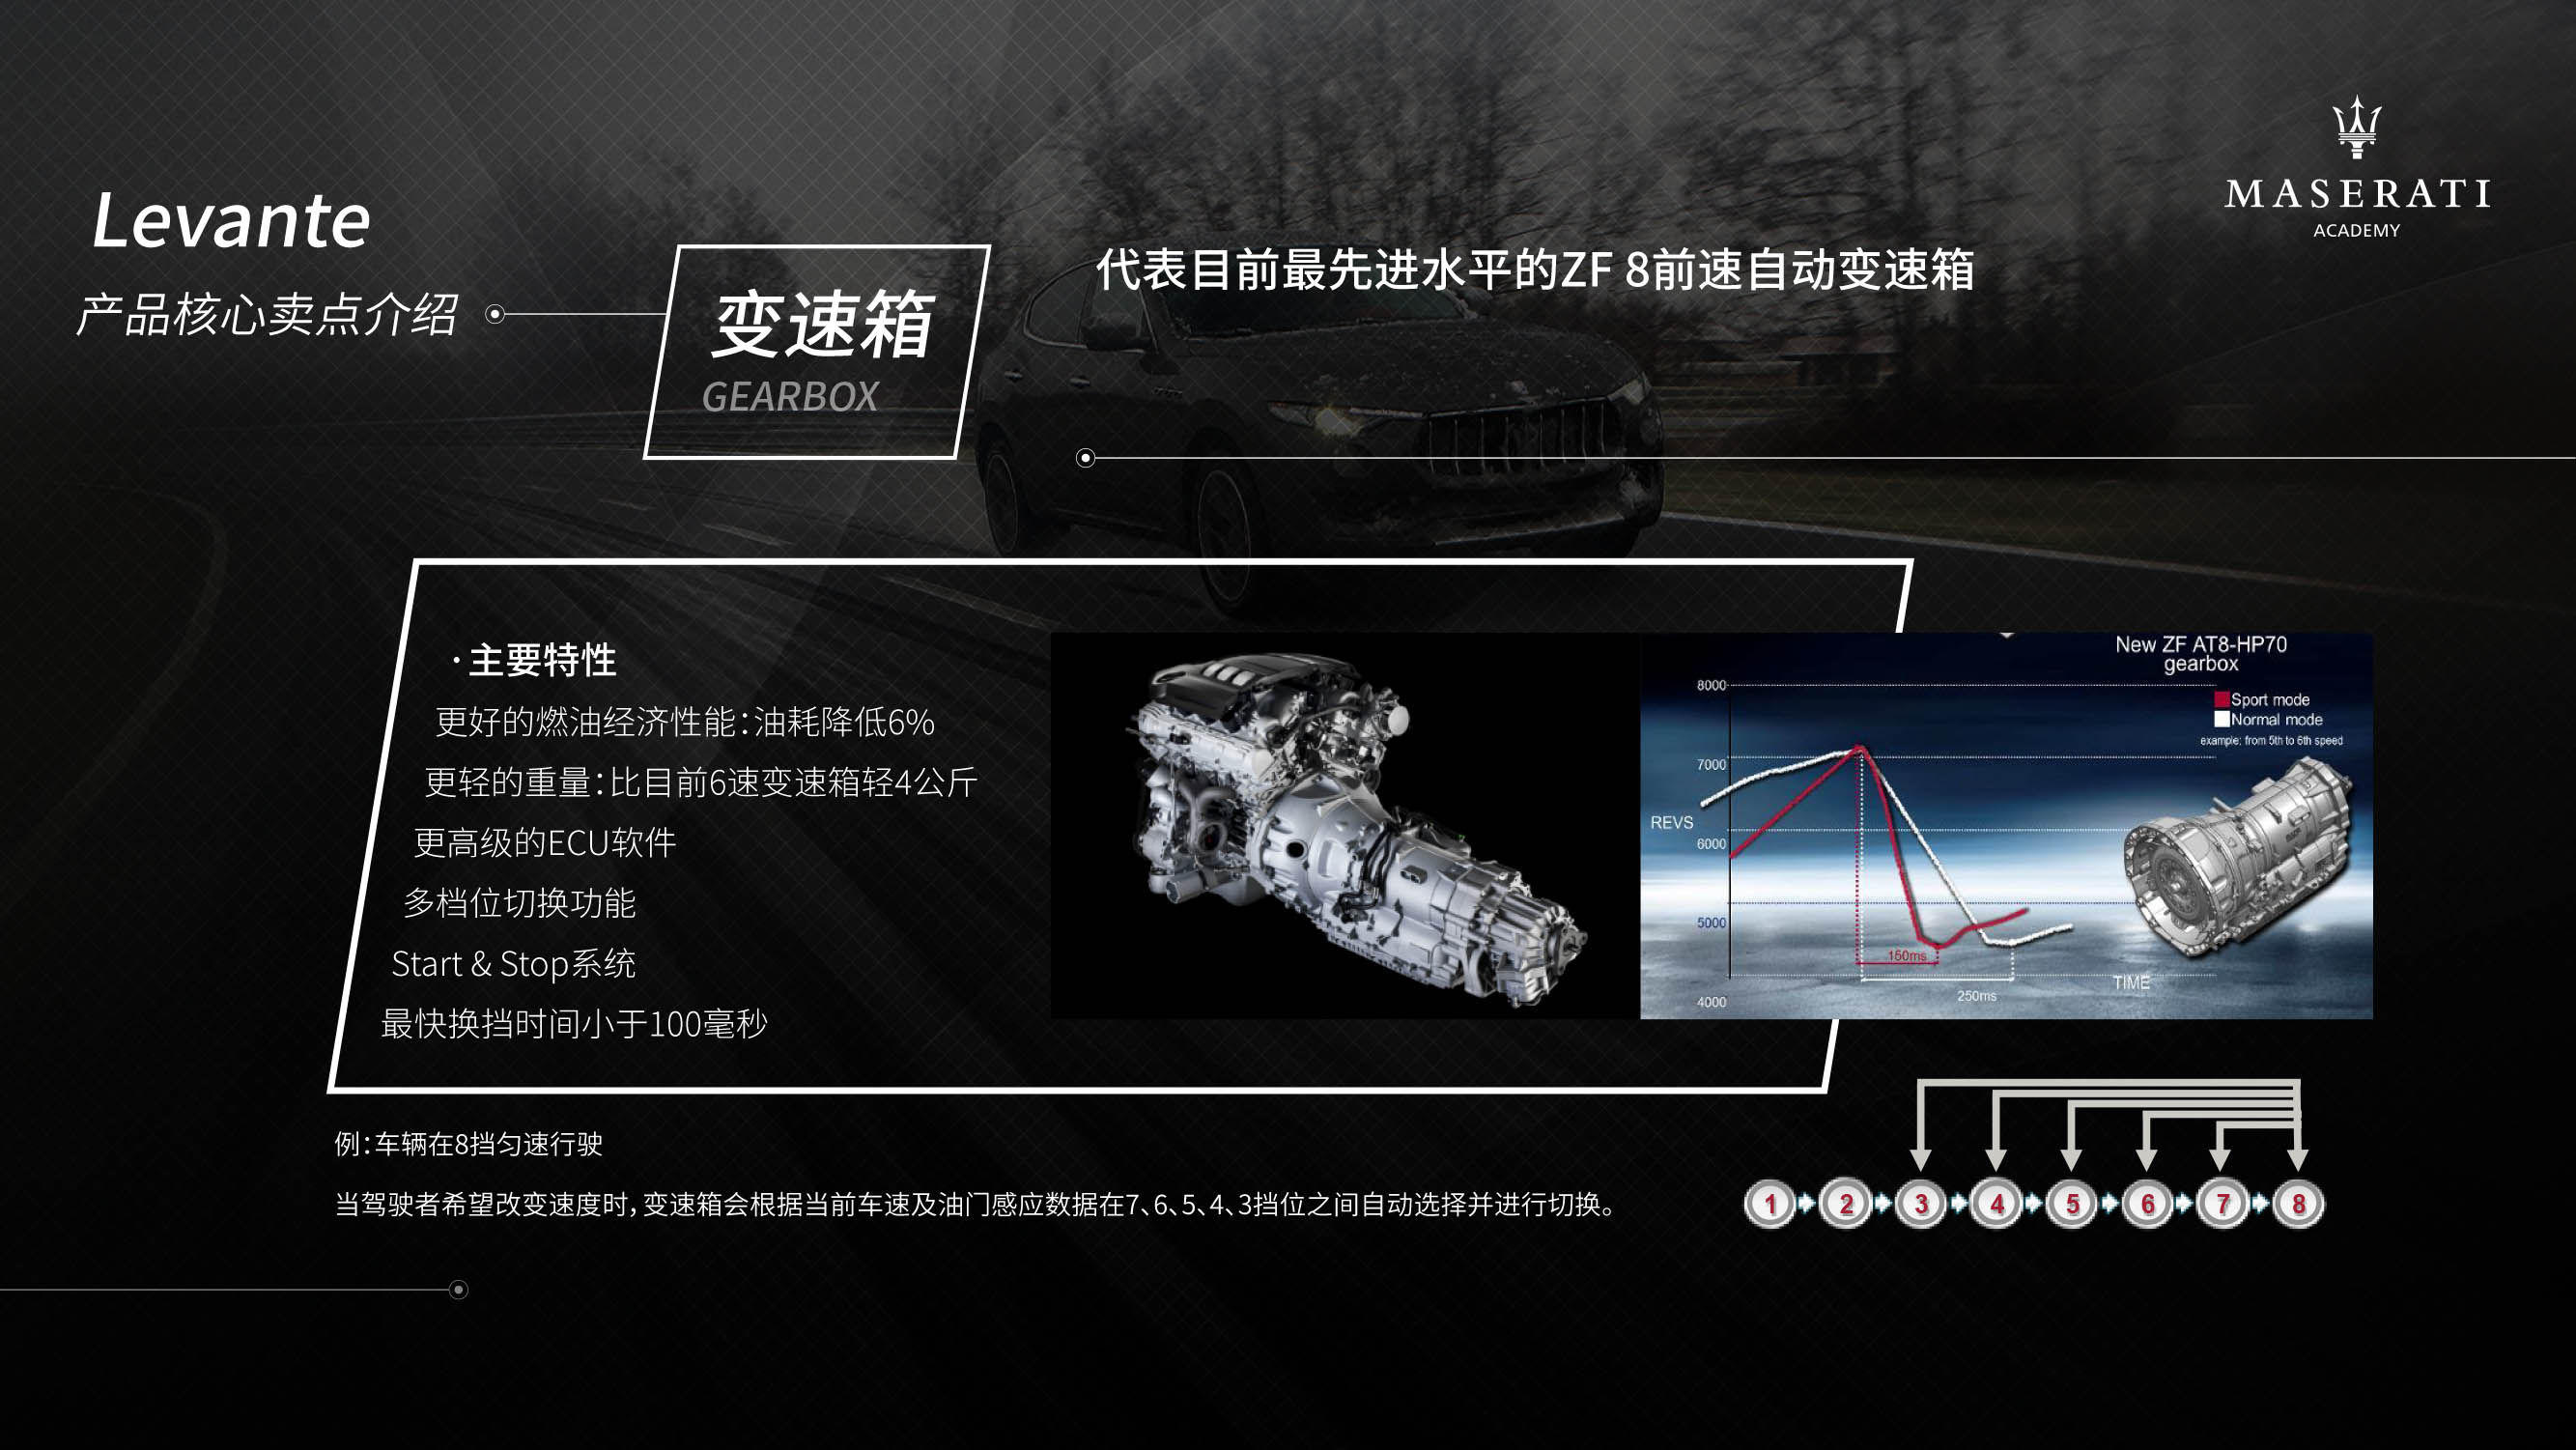 MASERATI
ACADEMY
Levante
产品核心卖点介绍
变速箱
GEARBOX
代表目前最先进水平的ZF 8前速自动变速箱
·主要特性
更好的燃油经济性能：油耗降低6%
更轻的重量：比目前6速变速箱轻4公斤
更高级的ECU软件
多档位切换功能
Start & Stop系统
最快换挡时间小于100毫秒
New ZF AT8-HP70
gearbox
Sport mode
Normal mode
example: from 5th to 6th speed
8000
7000
REVS
6000
5000
4000
150ms
250ms
TIME
例：车辆在8挡匀速行驶
当驾驶者希望改变速度时，变速箱会根据当前车速及油门感应数据在7、6、5、4、3挡位之间自动选择并进行切换。
1 2 3 4 5 6 7 8